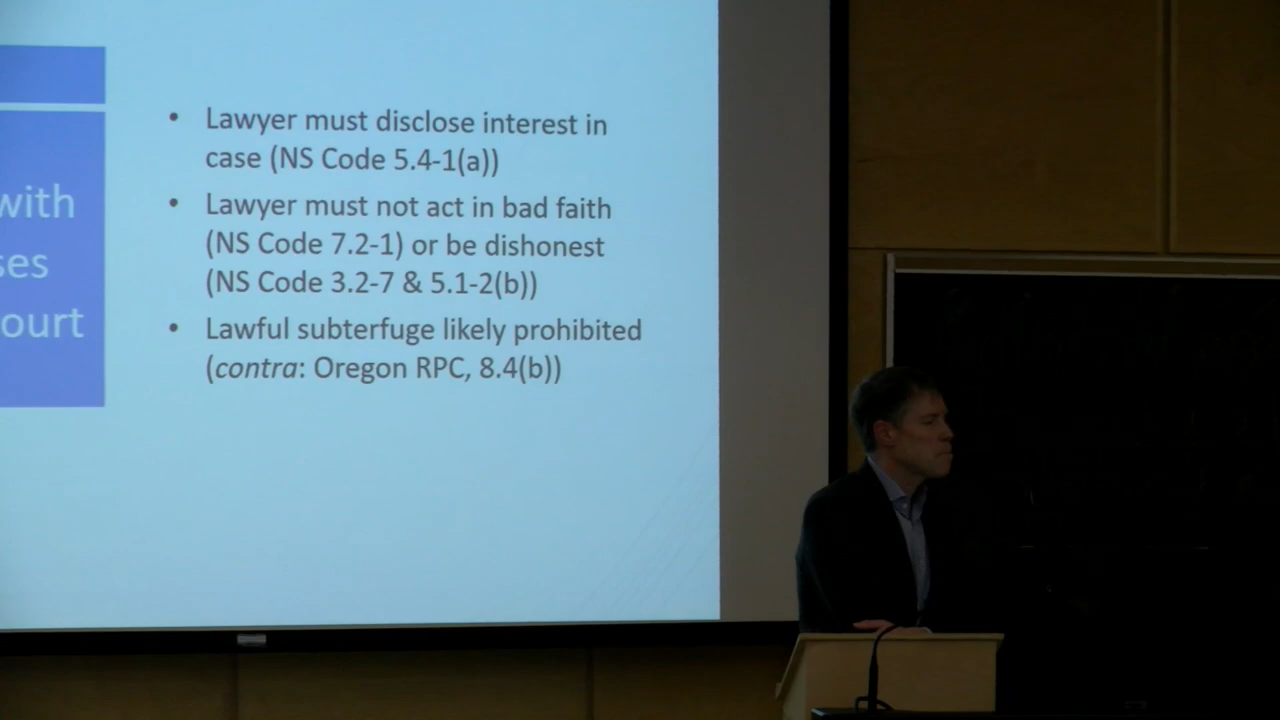 with
ses
ourt
• Lawyer must disclose interest in
case (NS Code 5.4-1(a))
• Lawyer must not act in bad faith
(NS Code 7.2-1) or be dishonest
(NS Code 3.2-7 & 5.1-2(b))
• Lawful subterfuge likely prohibited
(contra: Oregon RPC, 8.4(b))